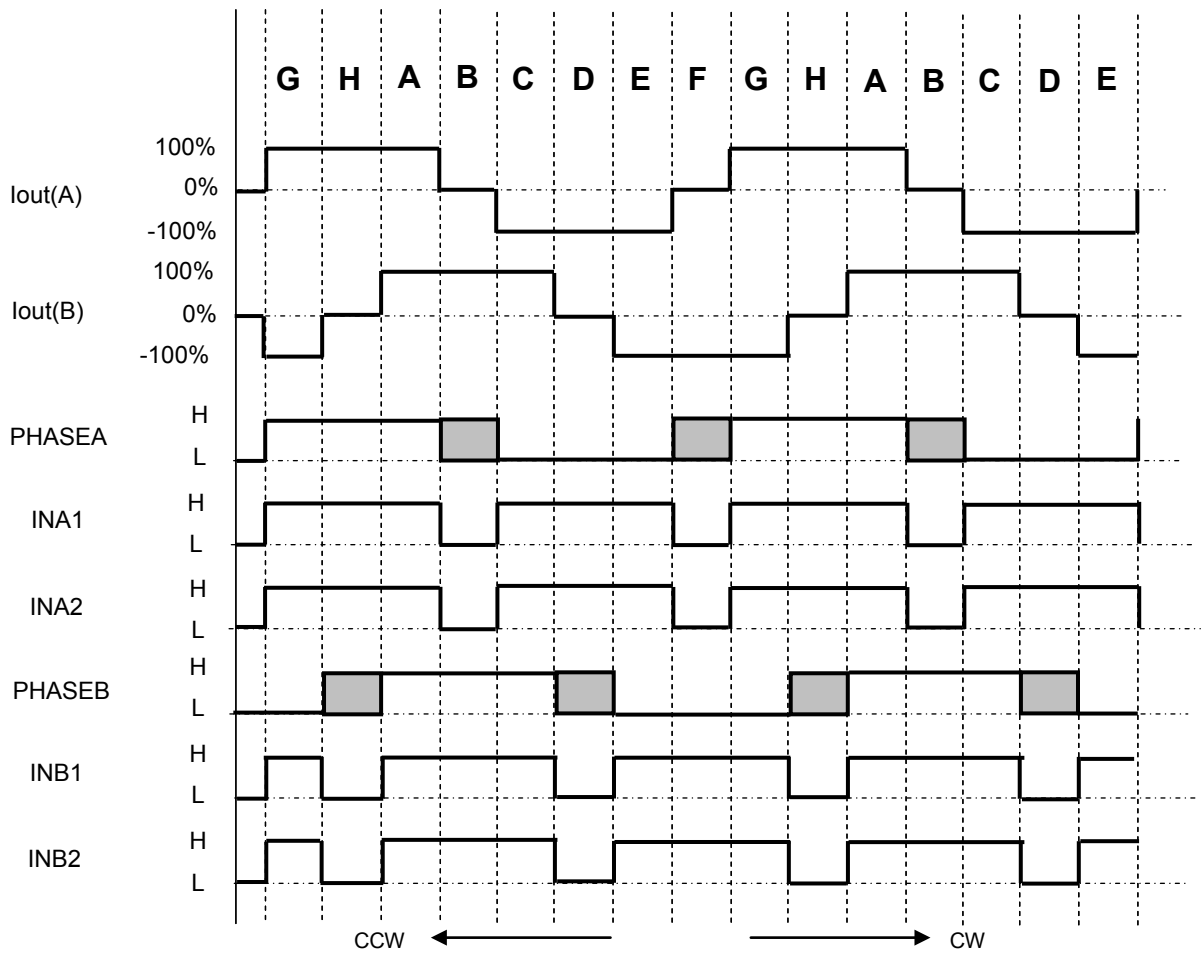 G H A B C D E F G H A B C D E
100%
Iout(A)
0%
-100%
100%
Iout(B)
0%
-100%
H
PHASEA
L
H
INA1
L
H
INA2
L
H
PHASEB
L
H
INB1
L
H
INB2
L
CCW CW